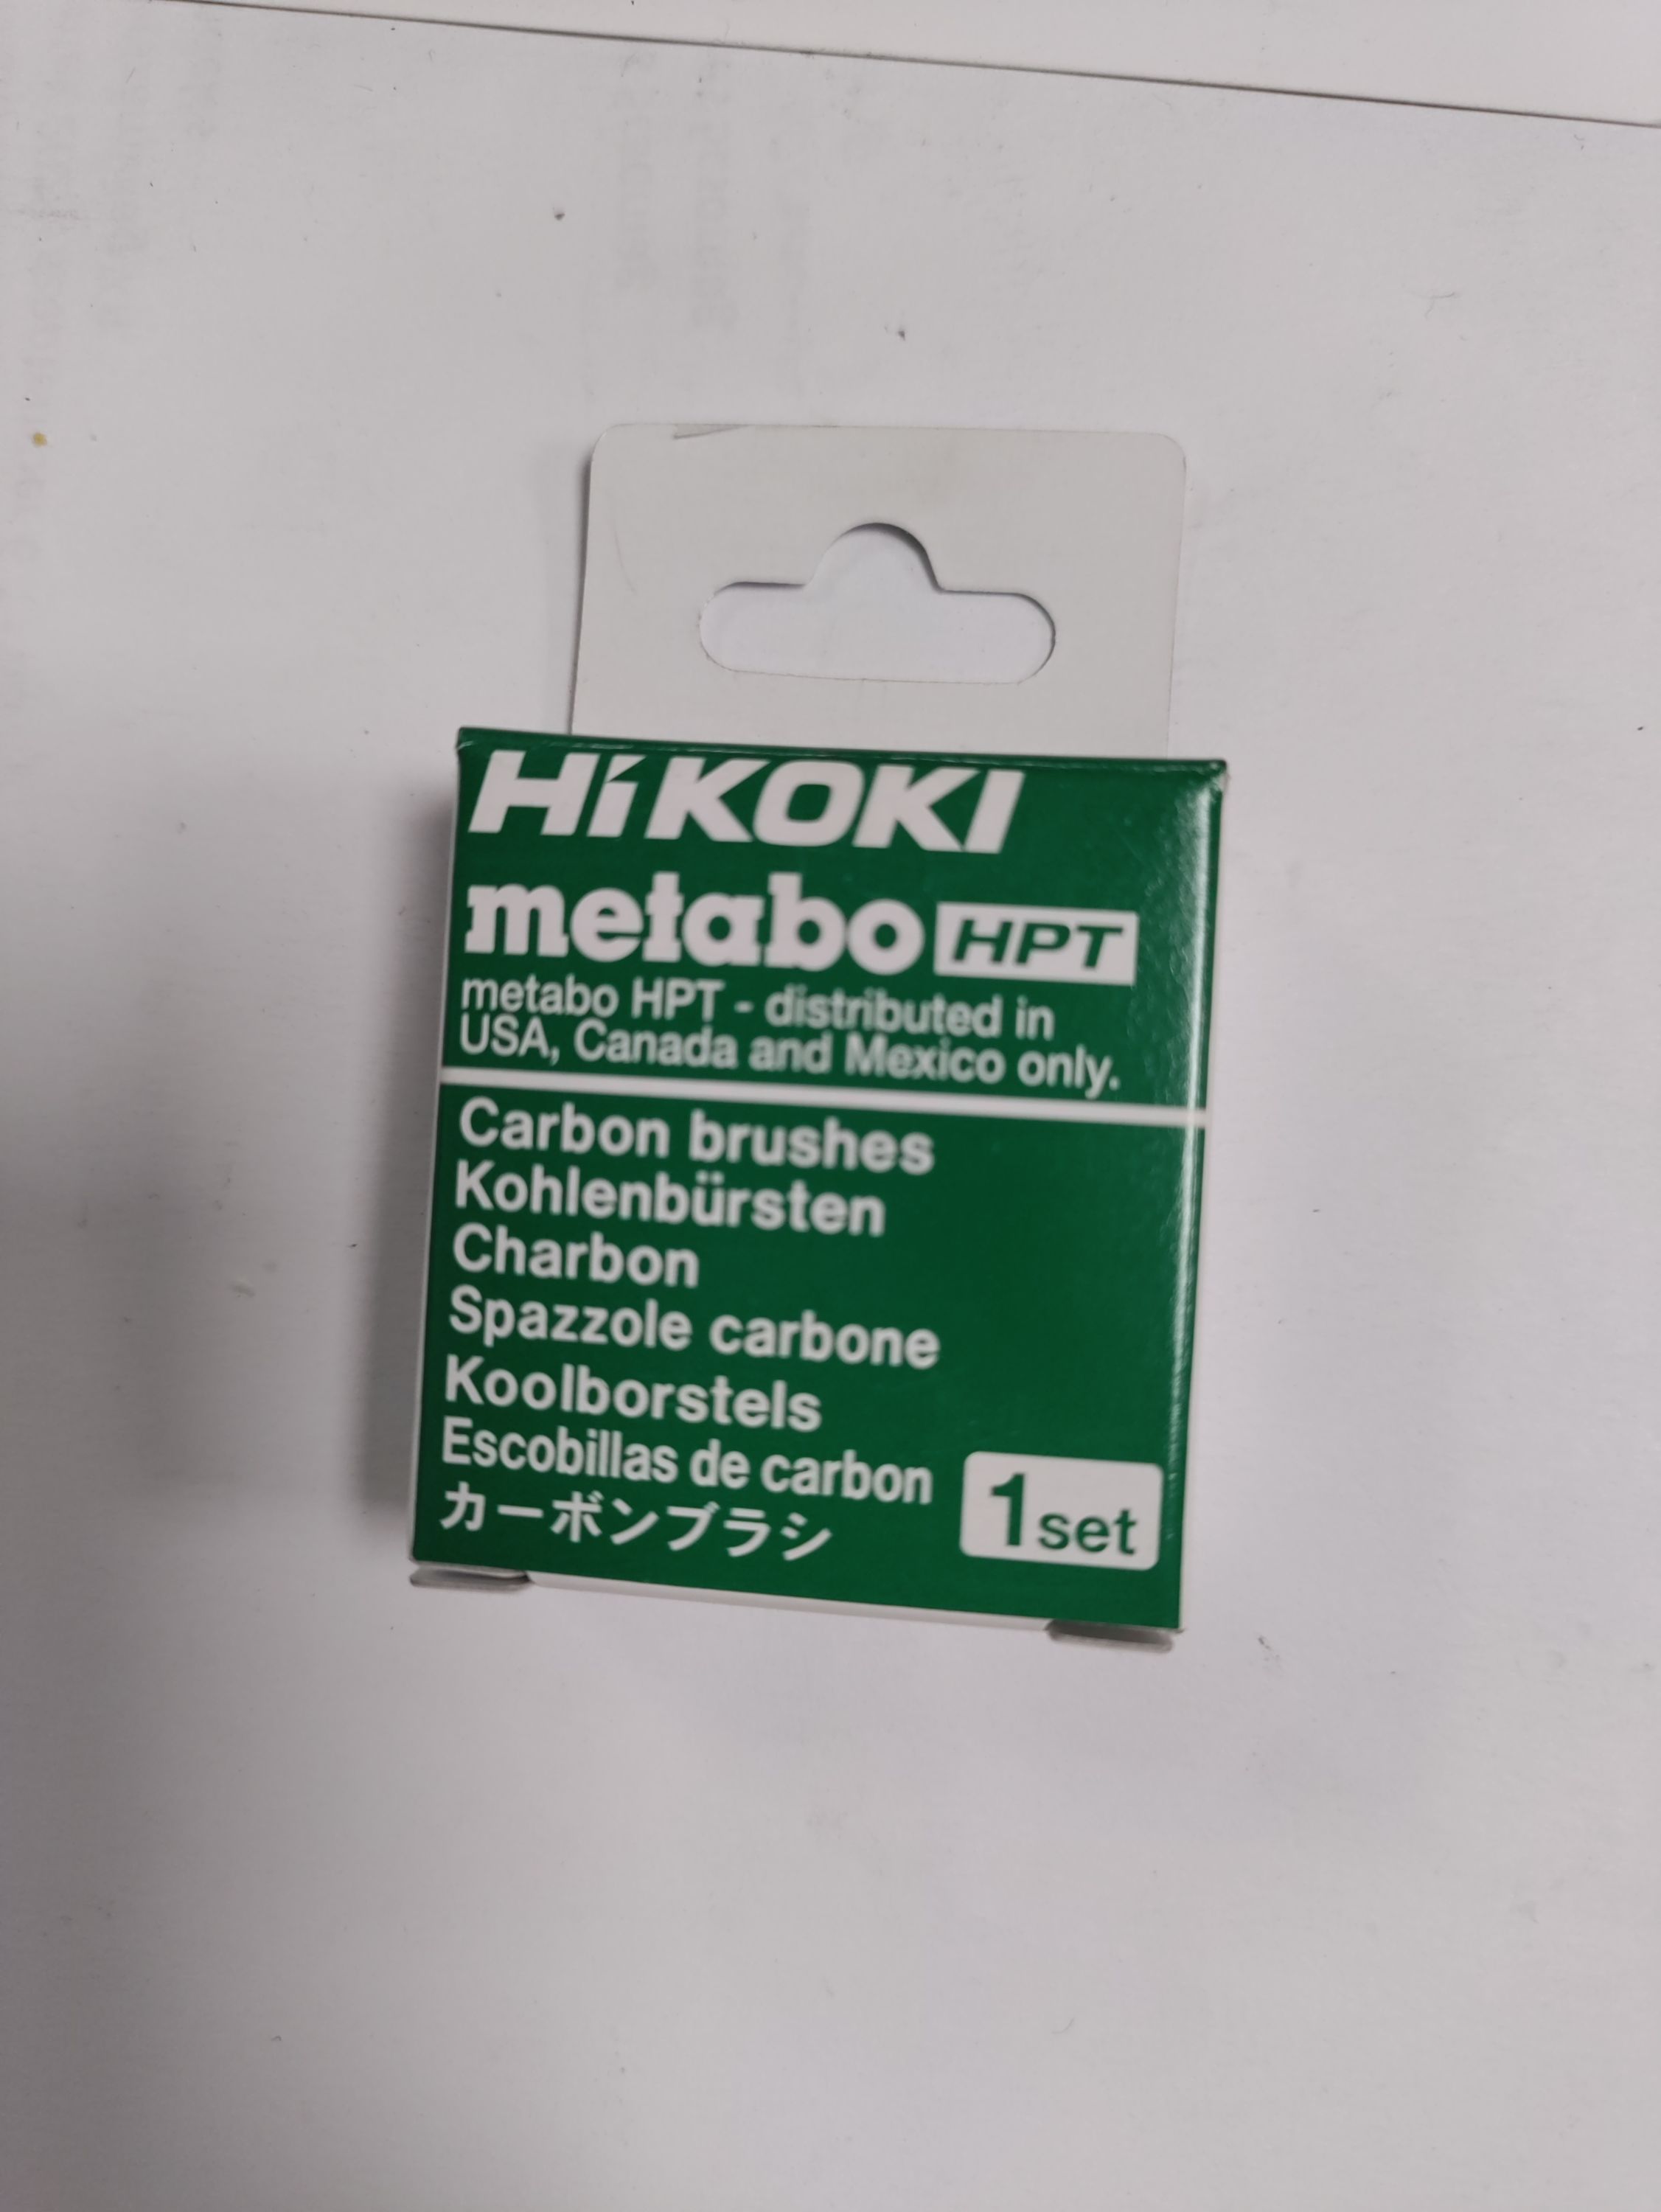 HiKOKI
metabo HPT
metabo HPT - distributed in
USA, Canada and Mexico only.
Carbon brushes
Kohlenbürsten
Charbon
Spazzole carbone
Koolborstels
Escobillas de carbon
カーボンブラシ
1set